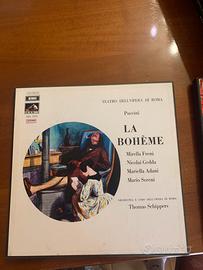 TEATRO DELL'OPERA DI ROMA
EMI
Puccini
LA
BOHÈME
Mirella Freni
Nicolai Gedda
Mariella Adani
Mario Sereni
ORCHESTRA E CORO DELL'OPERA DI ROMA
Thomas Schippers